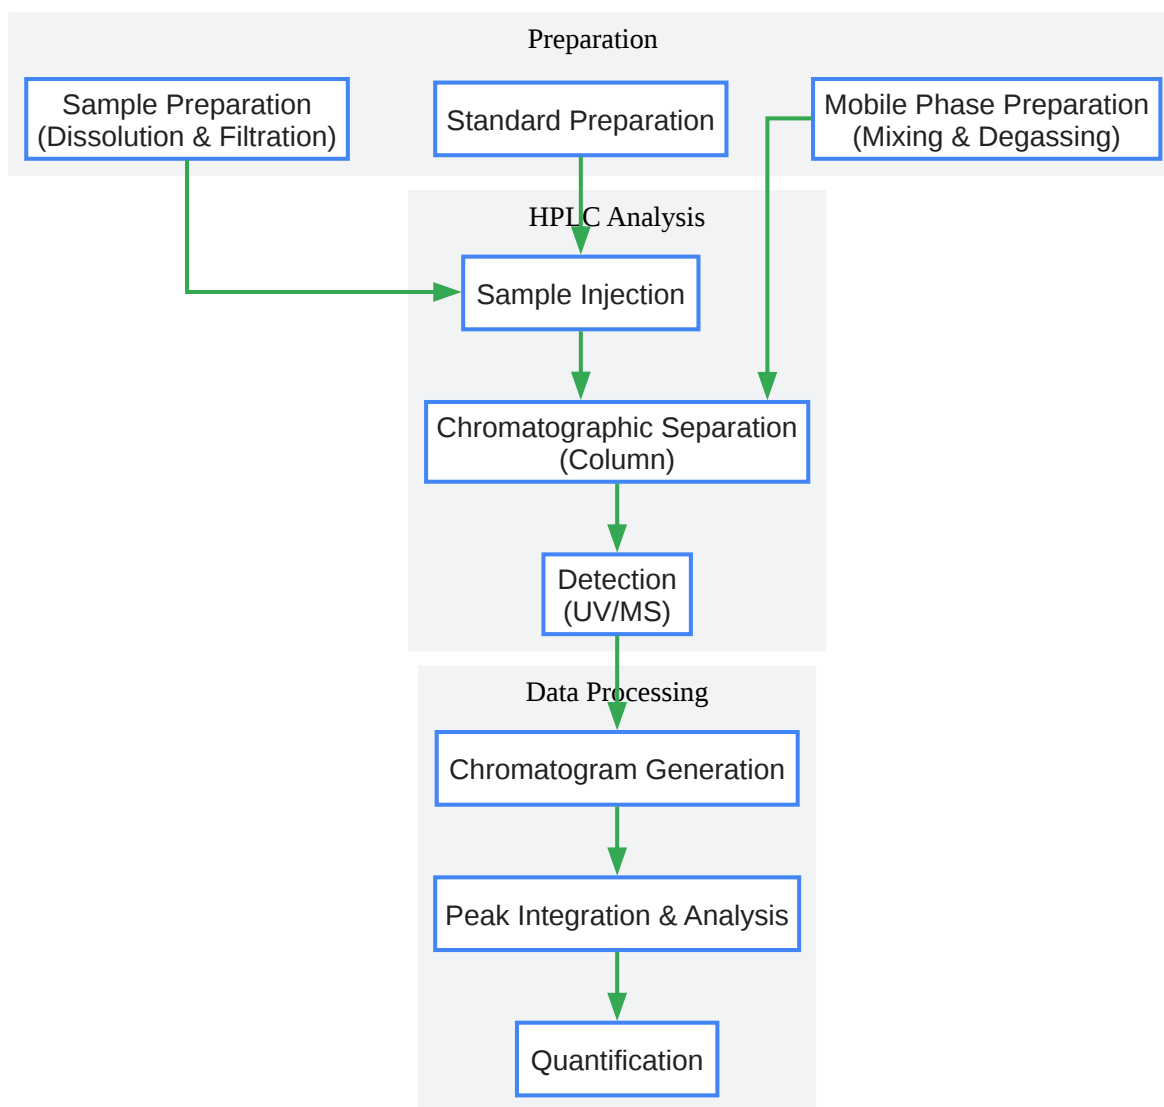 Preparation
Sample Preparation
(Dissolution & Filtration)
Standard Preparation
Mobile Phase Preparation
(Mixing & Degassing)
HPLC Analysis
Sample Injection
Chromatographic Separation
(Column)
Detection
(UV/MS)
Data Processing
Chromatogram Generation
Peak Integration & Analysis
Quantification